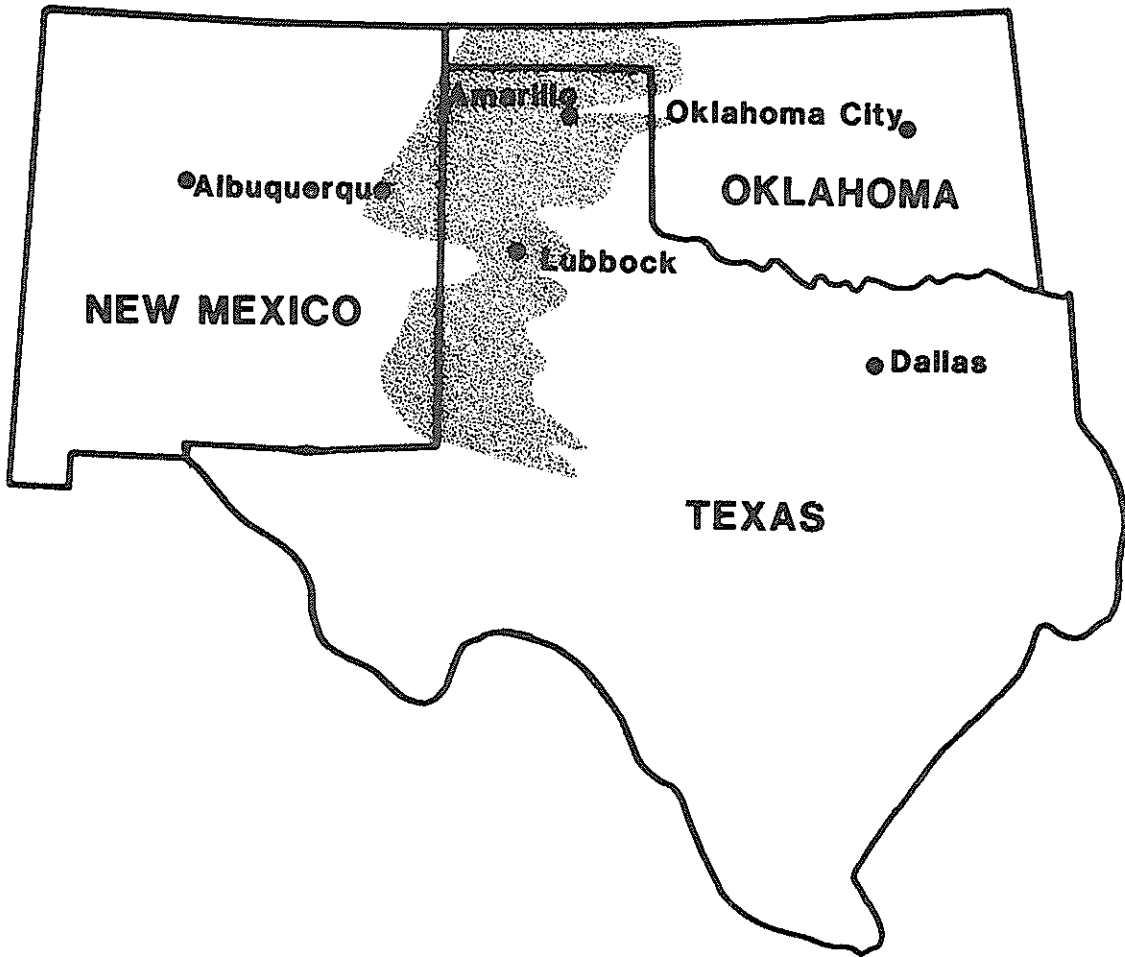 Amarillo
Oklahoma City
Albuquerque
OKLAHOMA
Lubbock
NEW MEXICO
Dallas
TEXAS